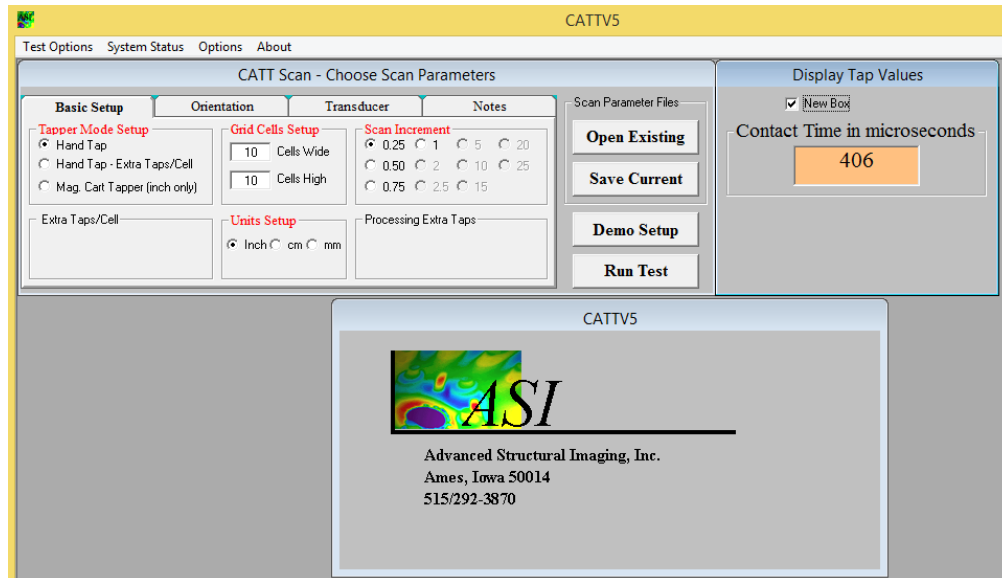 CATTV5
Test Options System Status Options About
CATT Scan - Choose Scan Parameters
Basic Setup Orientation Transducer Notes
Tapper Mode Setup
Hand Tap
Hand Tap - Extra Taps/Cell
Mag. Cart Tapper (inch only)
Grid Cells Setup
10 Cells Wide
10 Cells High
Scan Increment
0.25 1 5 20
0.50 2 10 25
0.75 2.5 15
Extra Taps/Cell
Units Setup
Inch cm mm
Processing Extra Taps
Scan Parameter Files
Open Existing
Save Current
Demo Setup
Run Test
Display Tap Values
New Box
Contact Time in microseconds
406
CATTV5
ASI
Advanced Structural Imaging, Inc.
Ames, Iowa 50014
515/292-3870